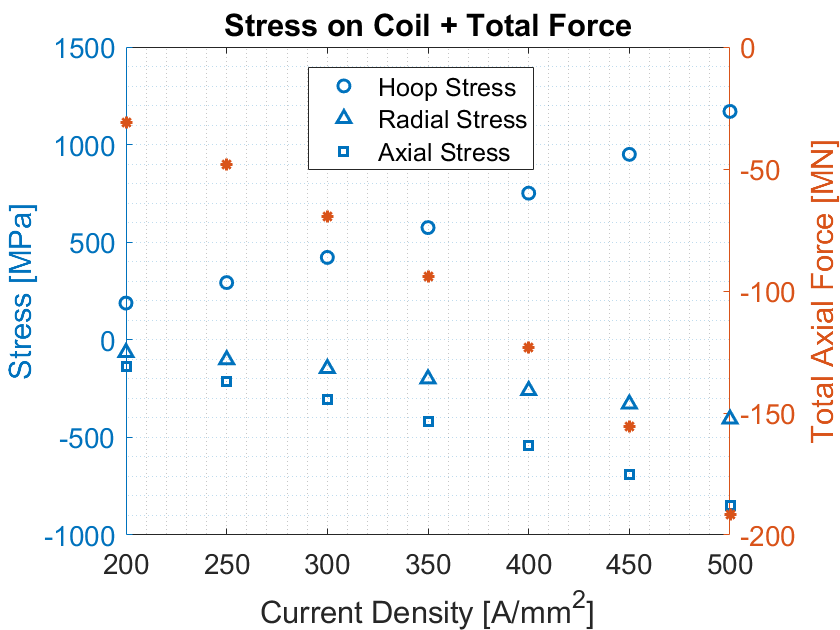 Stress on Coil + Total Force
Hoop Stress
Radial Stress
Axial Stress
1500
1000
500
0
-500
-1000
Stress [MPa]
0
-50
-100
-150
-200
Total Axial Force [MN]
200 250 300 350 400 450 500
Current Density [A/mm²]